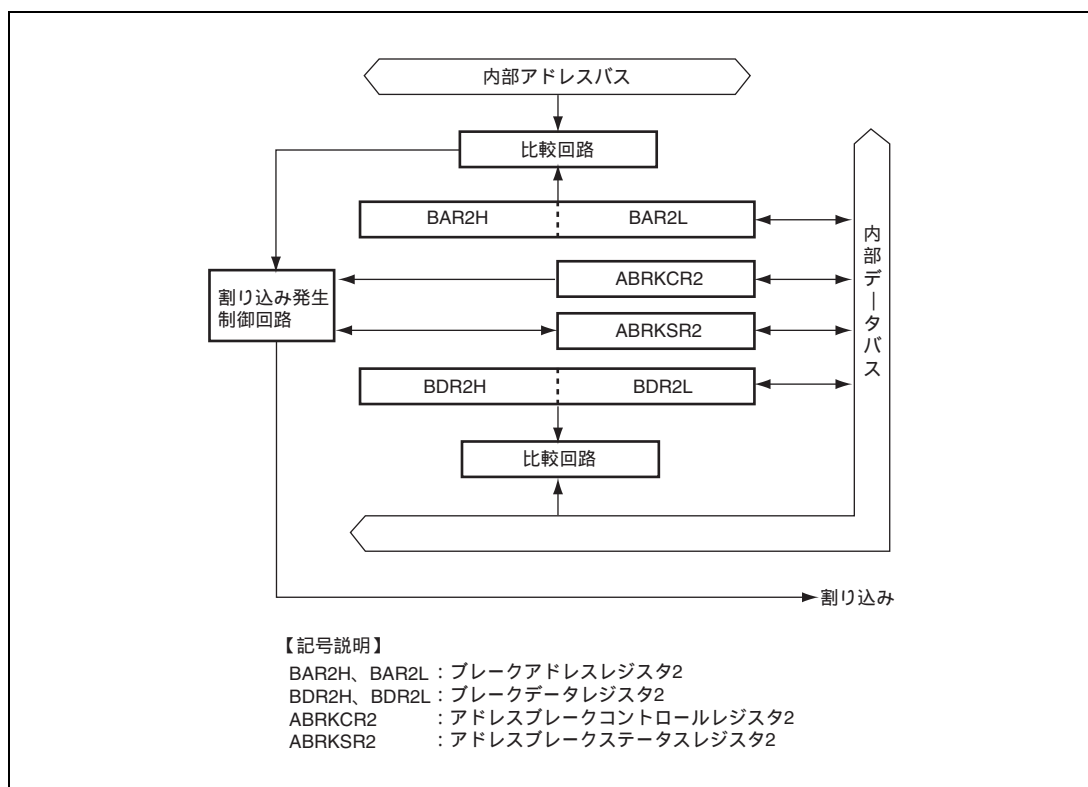 内部アドレスバス
比較回路
BAR2H
BAR2L
内部データバス
ABRKCR2
割り込み発生
制御回路
ABRKSR2
BDR2H
BDR2L
比較回路
割り込み
【記号説明】
BAR2H、BAR2L：ブレークアドレスレジスタ2
BDR2H、BDR2L：ブレークデータレジスタ2
ABRKCR2　　　：アドレスブレークコントロールレジスタ2
ABRKSR2　　　：アドレスブレークステータスレジスタ2